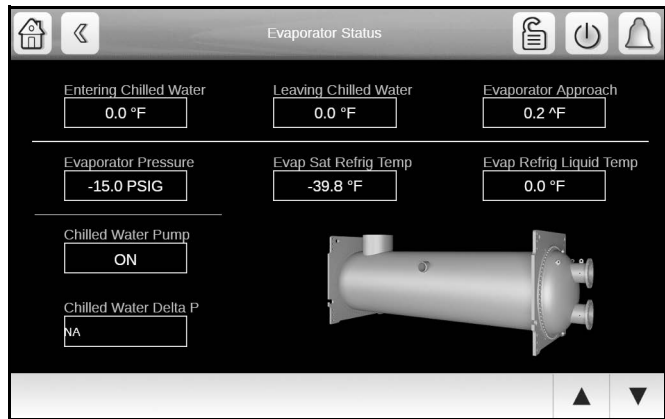 Evaporator Status
Entering Chilled Water
0.0 °F
Leaving Chilled Water
0.0 °F
Evaporator Approach
0.2 ^F
Evaporator Pressure
-15.0 PSIG
Evap Sat Refrig Temp
-39.8 °F
Evap Refrig Liquid Temp
0.0 °F
Chilled Water Pump
ON
Chilled Water Delta P
NA